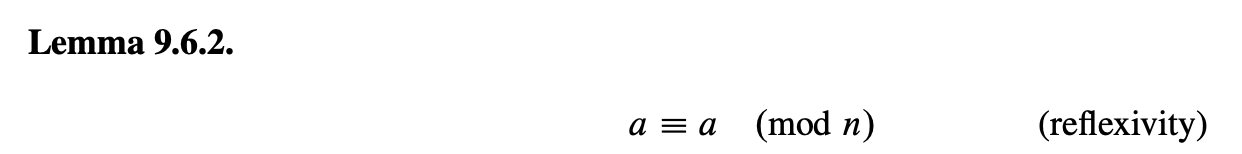 Lemma 9.6.2.
a ≡ a (mod n) (reflexivity)